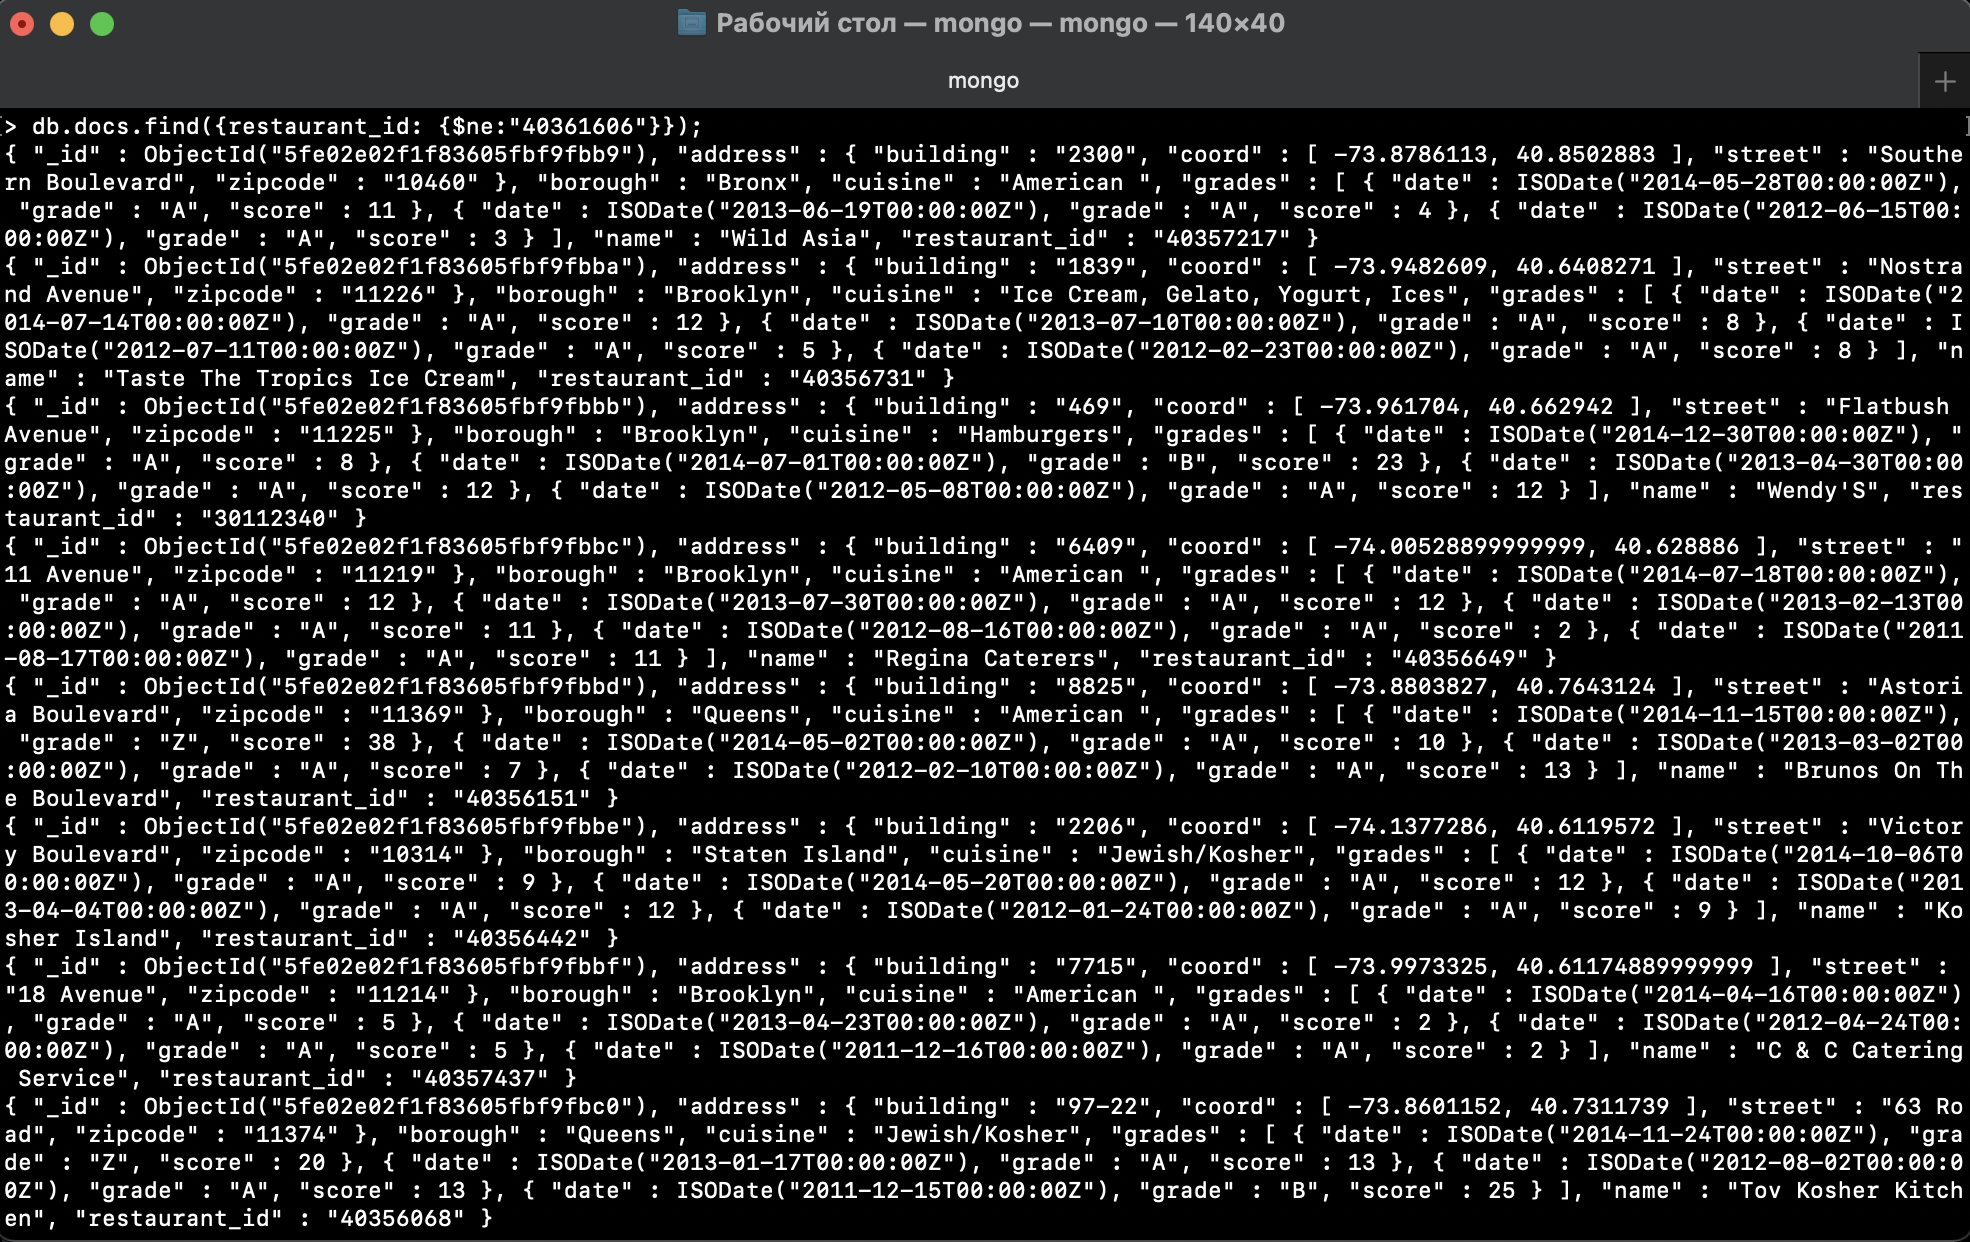 Рабочий стол — mongo — mongo — 140×40
mongo
> db.docs.find({restaurant_id: {$ne:"40361606"}});
{ "_id" : ObjectId("5fe02e02f1f83605fbf9fbb9"), "address" : { "building" : "2300", "coord" : [ -73.8786113, 40.8502883 ], "street" : "Southe
rn Boulevard", "zipcode" : "10460" }, "borough" : "Bronx", "cuisine" : "American ", "grades" : [ { "date" : ISODate("2014-05-28T00:00:00Z"),
 "grade" : "A", "score" : 11 }, { "date" : ISODate("2013-06-19T00:00:00Z"), "grade" : "A", "score" : 4 }, { "date" : ISODate("2012-06-15T00:
00:00Z"), "grade" : "A", "score" : 3 } ], "name" : "Wild Asia", "restaurant_id" : "40357217" }
{ "_id" : ObjectId("5fe02e02f1f83605fbf9fbba"), "address" : { "building" : "1839", "coord" : [ -73.9482609, 40.6408271 ], "street" : "Nostra
nd Avenue", "zipcode" : "11226" }, "borough" : "Brooklyn", "cuisine" : "Ice Cream, Gelato, Yogurt, Ices", "grades" : [ { "date" : ISODate("2
014-07-14T00:00:00Z"), "grade" : "A", "score" : 12 }, { "date" : ISODate("2013-07-10T00:00:00Z"), "grade" : "A", "score" : 8 }, { "date" : I
SODate("2012-07-11T00:00:00Z"), "grade" : "A", "score" : 5 }, { "date" : ISODate("2012-02-23T00:00:00Z"), "grade" : "A", "score" : 8 } ], "n
ame" : "Taste The Tropics Ice Cream", "restaurant_id" : "40356731" }
{ "_id" : ObjectId("5fe02e02f1f83605fbf9fbbb"), "address" : { "building" : "469", "coord" : [ -73.961704, 40.662942 ], "street" : "Flatbush 
Avenue", "zipcode" : "11225" }, "borough" : "Brooklyn", "cuisine" : "Hamburgers", "grades" : [ { "date" : ISODate("2014-12-30T00:00:00Z"), "
grade" : "A", "score" : 8 }, { "date" : ISODate("2014-07-01T00:00:00Z"), "grade" : "B", "score" : 23 }, { "date" : ISODate("2013-04-30T00:00
:00Z"), "grade" : "A", "score" : 12 }, { "date" : ISODate("2012-05-08T00:00:00Z"), "grade" : "A", "score" : 12 } ], "name" : "Wendy'S", "res
taurant_id" : "30112340" }
{ "_id" : ObjectId("5fe02e02f1f83605fbf9fbbc"), "address" : { "building" : "6409", "coord" : [ -74.00528899999999, 40.628886 ], "street" : "
11 Avenue", "zipcode" : "11219" }, "borough" : "Brooklyn", "cuisine" : "American ", "grades" : [ { "date" : ISODate("2014-07-18T00:00:00Z"),
 "grade" : "A", "score" : 12 }, { "date" : ISODate("2013-07-30T00:00:00Z"), "grade" : "A", "score" : 12 }, { "date" : ISODate("2013-02-13T00
:00:00Z"), "grade" : "A", "score" : 11 }, { "date" : ISODate("2012-08-16T00:00:00Z"), "grade" : "A", "score" : 2 }, { "date" : ISODate("2011
-08-17T00:00:00Z"), "grade" : "A", "score" : 11 } ], "name" : "Regina Caterers", "restaurant_id" : "40356649" }
{ "_id" : ObjectId("5fe02e02f1f83605fbf9fbbd"), "address" : { "building" : "8825", "coord" : [ -73.8803827, 40.7643124 ], "street" : "Astori
a Boulevard", "zipcode" : "11369" }, "borough" : "Queens", "cuisine" : "American ", "grades" : [ { "date" : ISODate("2014-11-15T00:00:00Z"),
 "grade" : "Z", "score" : 38 }, { "date" : ISODate("2014-05-02T00:00:00Z"), "grade" : "A", "score" : 10 }, { "date" : ISODate("2013-03-02T00
:00:00Z"), "grade" : "A", "score" : 7 }, { "date" : ISODate("2012-02-10T00:00:00Z"), "grade" : "A", "score" : 13 } ], "name" : "Brunos On Th
e Boulevard", "restaurant_id" : "40356151" }
{ "_id" : ObjectId("5fe02e02f1f83605fbf9fbbe"), "address" : { "building" : "2206", "coord" : [ -74.1377286, 40.6119572 ], "street" : "Victor
y Boulevard", "zipcode" : "10314" }, "borough" : "Staten Island", "cuisine" : "Jewish/Kosher", "grades" : [ { "date" : ISODate("2014-10-06T0
0:00:00Z"), "grade" : "A", "score" : 9 }, { "date" : ISODate("2014-05-20T00:00:00Z"), "grade" : "A", "score" : 12 }, { "date" : ISODate("201
3-04-04T00:00:00Z"), "grade" : "A", "score" : 12 }, { "date" : ISODate("2012-01-24T00:00:00Z"), "grade" : "A", "score" : 9 } ], "name" : "Ko
sher Island", "restaurant_id" : "40356442" }
{ "_id" : ObjectId("5fe02e02f1f83605fbf9fbbf"), "address" : { "building" : "7715", "coord" : [ -73.9973325, 40.61174889999999 ], "street" : 
"18 Avenue", "zipcode" : "11214" }, "borough" : "Brooklyn", "cuisine" : "American ", "grades" : [ { "date" : ISODate("2014-04-16T00:00:00Z")
, "grade" : "A", "score" : 5 }, { "date" : ISODate("2013-04-23T00:00:00Z"), "grade" : "A", "score" : 2 }, { "date" : ISODate("2012-04-24T00:
00:00Z"), "grade" : "A", "score" : 5 }, { "date" : ISODate("2011-12-16T00:00:00Z"), "grade" : "A", "score" : 2 } ], "name" : "C & C Catering
 Service", "restaurant_id" : "40357437" }
{ "_id" : ObjectId("5fe02e02f1f83605fbf9fbc0"), "address" : { "building" : "97-22", "coord" : [ -73.8601152, 40.7311739 ], "street" : "63 Ro
ad", "zipcode" : "11374" }, "borough" : "Queens", "cuisine" : "Jewish/Kosher", "grades" : [ { "date" : ISODate("2014-11-24T00:00:00Z"), "gra
de" : "Z", "score" : 20 }, { "date" : ISODate("2013-01-17T00:00:00Z"), "grade" : "A", "score" : 13 }, { "date" : ISODate("2012-08-02T00:00:0
0Z"), "grade" : "A", "score" : 13 }, { "date" : ISODate("2011-12-15T00:00:00Z"), "grade" : "B", "score" : 25 } ], "name" : "Tov Kosher Kitch
en", "restaurant_id" : "40356068" }